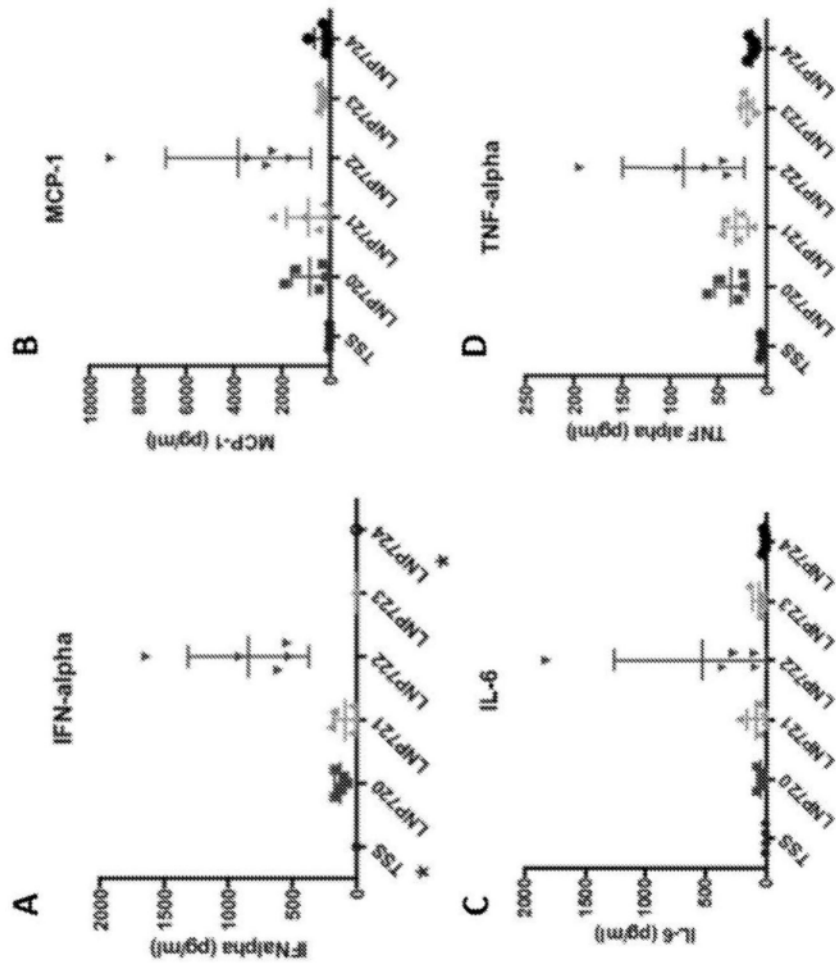 A
IFN-alpha
IFNalpha (pg/ml)
2000
1500
1000
500
0
TSS
LNP720
LNP721
LNP722
LNP723
LNP724
*
*
B
MCP-1
MCP-1 (pg/ml)
10000
8000
6000
4000
2000
0
TSS
LNP720
LNP721
LNP722
LNP723
LNP724
C
IL-6
IL-6 (pg/ml)
2000
1500
1000
500
0
TSS
LNP720
LNP721
LNP722
LNP723
LNP724
D
TNF-alpha
TNF alpha (pg/ml)
250
200
150
100
50
0
TSS
LNP720
LNP721
LNP722
LNP723
LNP724